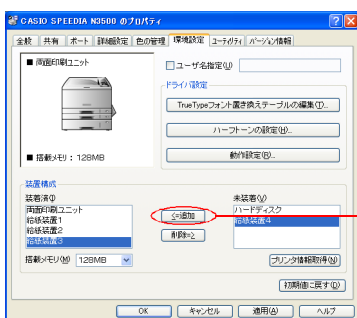 CASIO SPEEDIA N3500 のプロパティ
全般 共有 ポート 詳細設定 色の管理 環境設定 ユーティリティ バージョン情報
■ 両面印刷ユニット
■ 搭載メモリ : 128MB
ユーザ名指定(U)
ドライバ設定
TrueTypeフォント置き換えテーブルの編集(T)...
ハーフトーンの設定(H)...
動作設定(B)...
装置構成
装着済(I)
両面印刷ユニット
給紙装置1
給紙装置2
給紙装置3
<=追加
削除=>
未装着(V)
ハードディスク
給紙装置4
搭載メモリ(M) 128MB
プリンタ情報取得(N)
初期値に戻す(D)
OK キャンセル 適用(A) ヘルプ